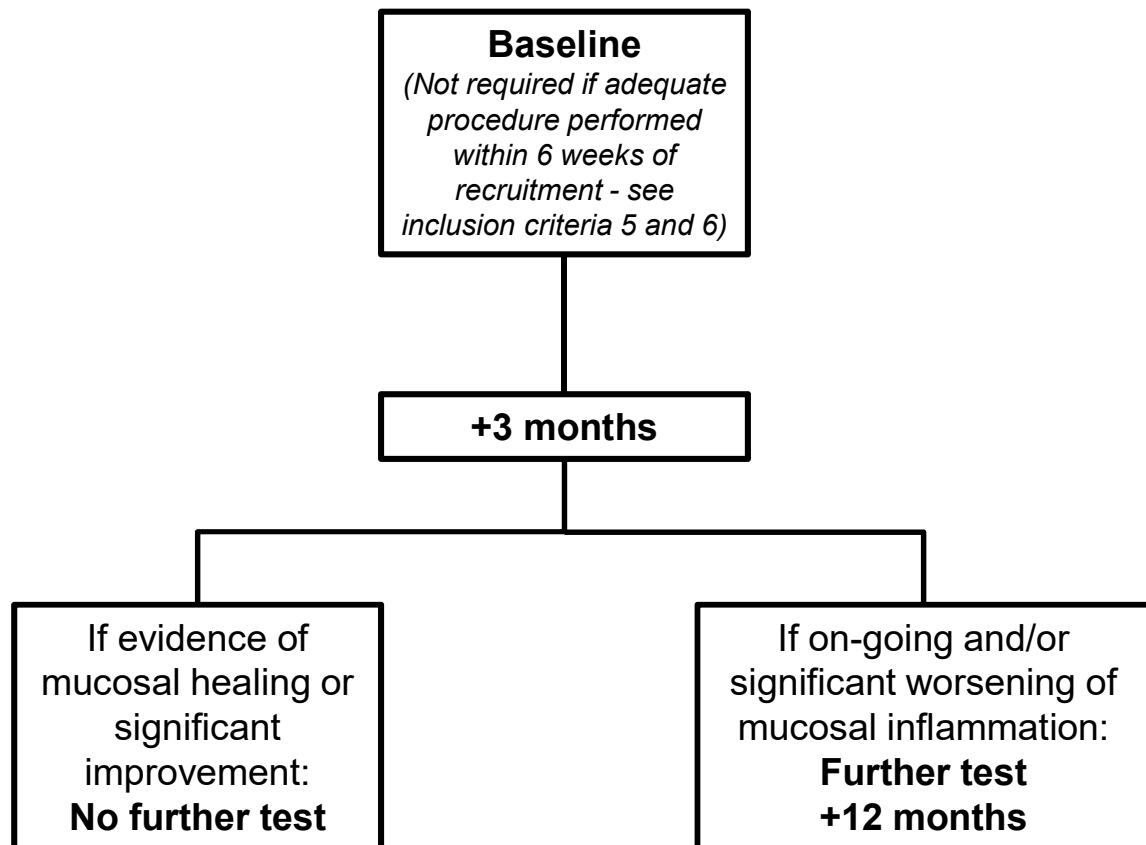 Baseline
(Not required if adequate
procedure performed
within 6 weeks of
recruitment - see
inclusion criteria 5 and 6)
+3 months
If evidence of
mucosal healing or
significant
improvement:
No further test
If on-going and/or
significant worsening of
mucosal inflammation:
Further test
+12 months